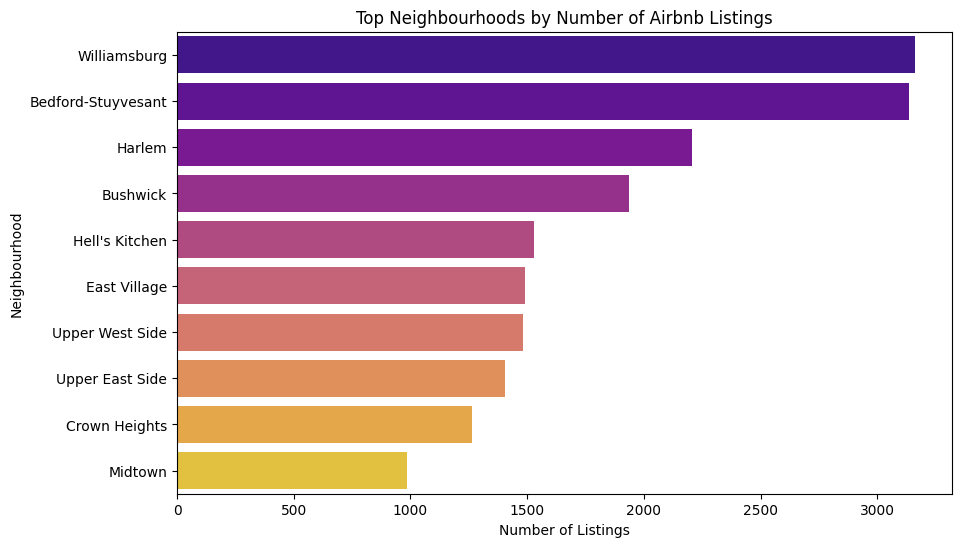 Top Neighbourhoods by Number of Airbnb Listings
Neighbourhood
Williamsburg
Bedford-Stuyvesant
Harlem
Bushwick
Hell's Kitchen
East Village
Upper West Side
Upper East Side
Crown Heights
Midtown
0 500 1000 1500 2000 2500 3000
Number of Listings